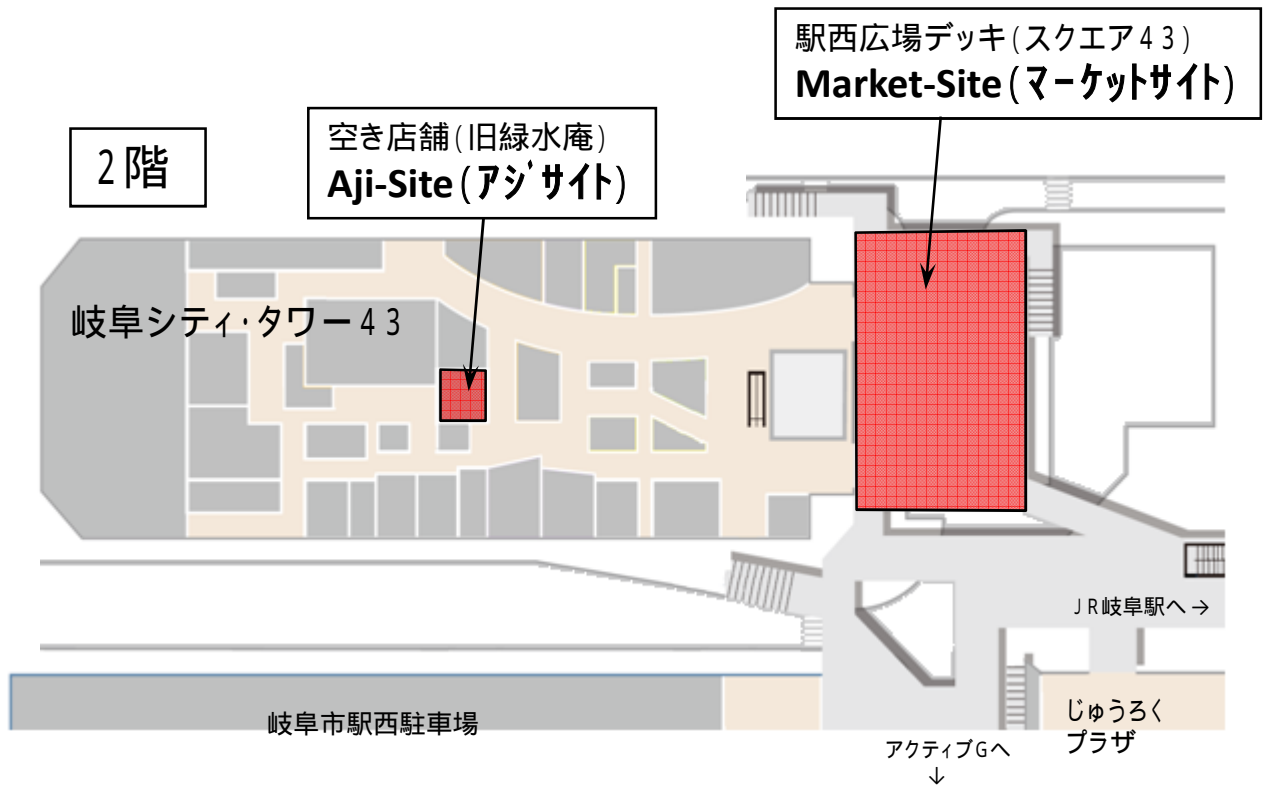 駅西広場デッキ(スクエア43)
Market-Site(マーケットサイト)
空き店舗(旧緑水庵)
Aji-Site(アジサイト)
2階
岐阜シティ・タワー43
JR岐阜駅へ→
岐阜市駅西駐車場
じゅうろく
プラザ
アクティブGへ
↓